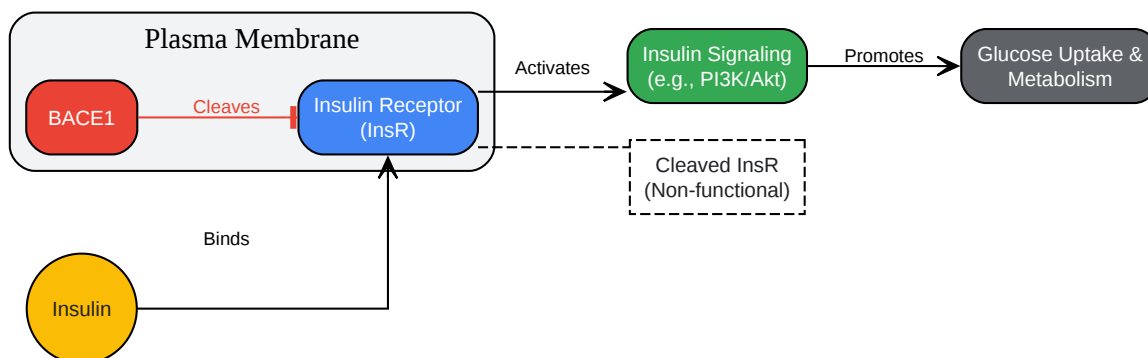 Plasma Membrane
BACE1
Cleaves
Insulin Receptor
(InsR)
Activates
Insulin Signaling
(e.g., PI3K/Akt)
Promotes
Glucose Uptake &
Metabolism
Cleaved InsR
(Non-functional)
Binds
Insulin